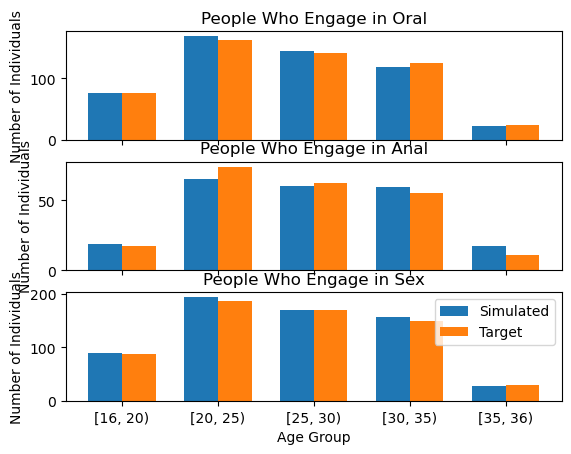 People Who Engage in Oral
Number of Individuals
100
0
People Who Engage in Anal
Number of Individuals
50
0
People Who Engage in Sex
Number of Individuals
200
100
0
Simulated
Target
[16, 20)
[20, 25)
[25, 30)
[30, 35)
[35, 36)
Age Group